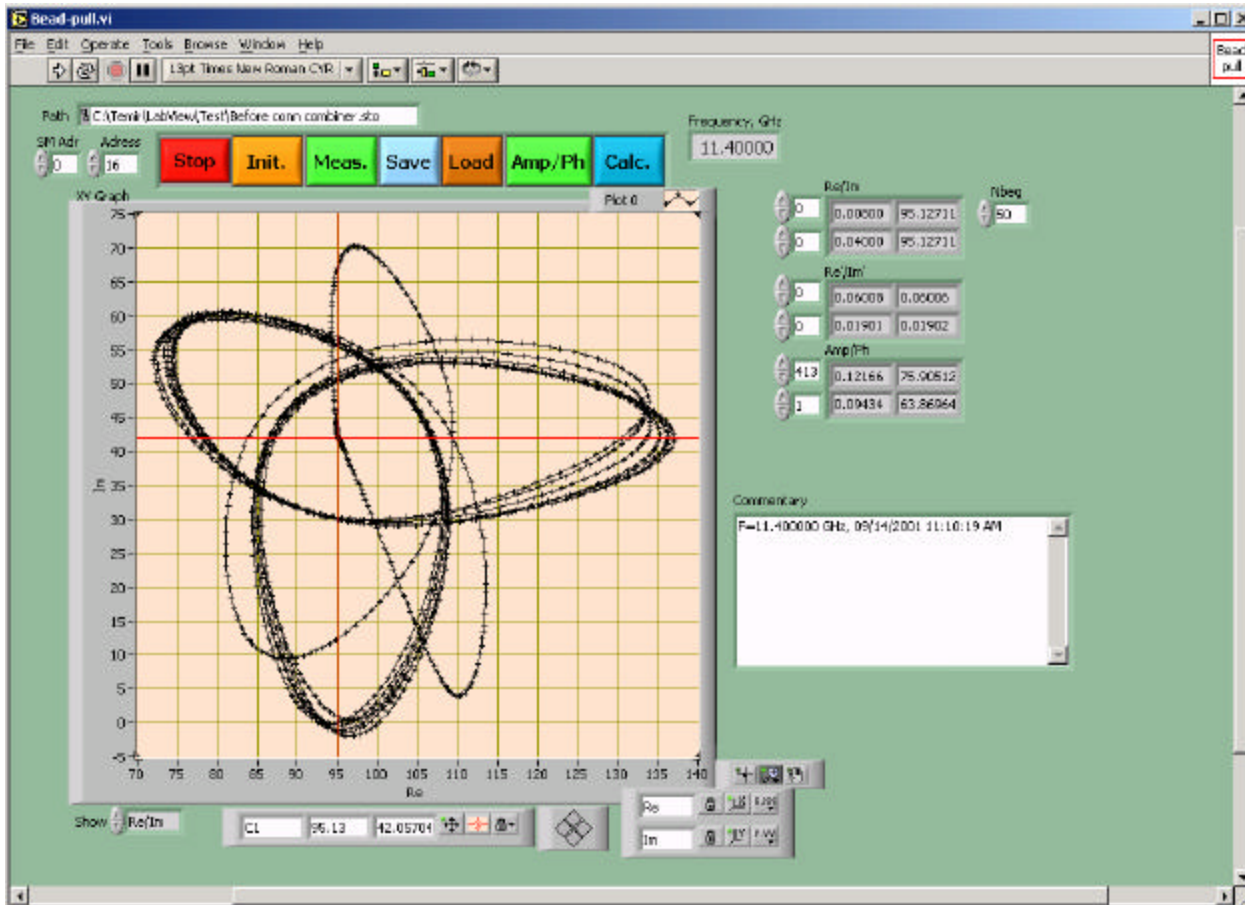 Bead-pull.vi
File Edit Operate Tools Browse Window Help
13pt Times New Roman CYR
Bead
pull
Path C:\Temir\LabView\Test\Before conn combiner.sto
SM Adr Adress
0 16
Stop Init. Meas. Save Load Amp/Ph Calc.
Frequency, GHz
11.40000
XY Graph
Plot 0
75
70
65
60
55
50
45
40
35
30
25
20
15
10
5
0
-5
Im
70 75 80 85 90 95 100 105 110 115 120 125 130 135 140
Re
Re/Im
0 95.12711
0 0.04000 95.12711
Nbeg
50
Re'/Im'
0
0 0.01901 0.01902
Amp/Ph
413 0.12166 75.90512
1 0.09434 63.86964
Commentary
F=11.400000 GHz, 09/14/2001 11:10:19 AM
Show Re/Im
C1 95.13 42.05704
Re
Im